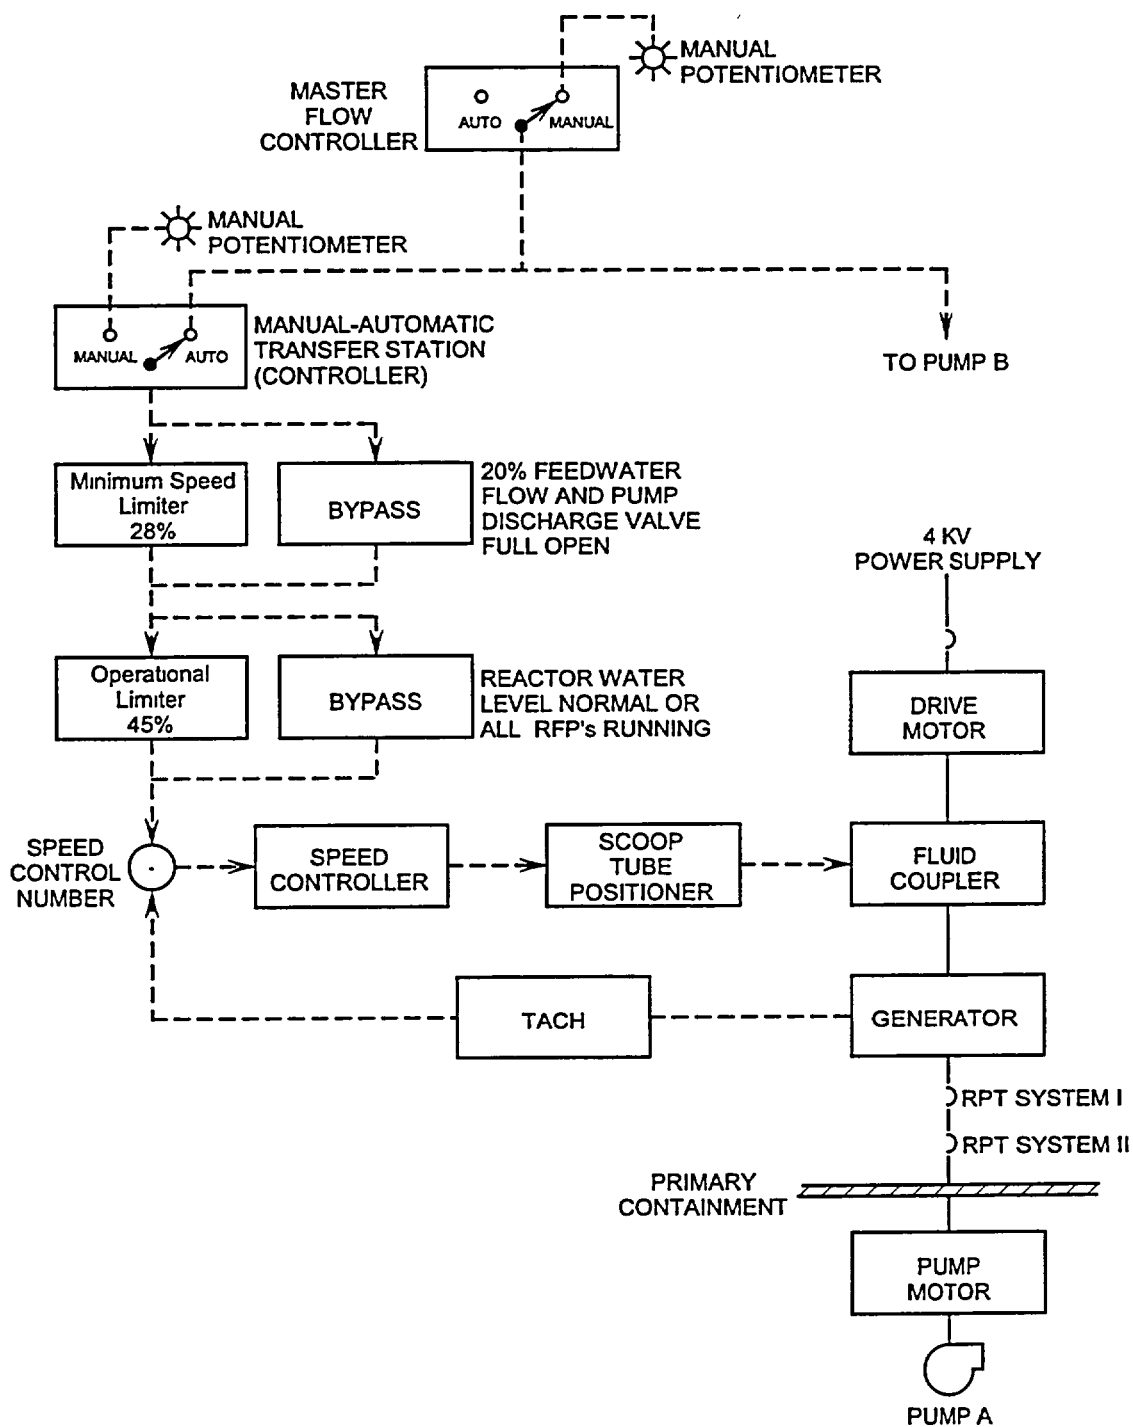 MANUAL
POTENTIOMETER
MASTER
FLOW
CONTROLLER
AUTO
MANUAL
MANUAL
POTENTIOMETER
MANUAL
AUTO
MANUAL-AUTOMATIC
TRANSFER STATION
(CONTROLLER)
TO PUMP B
Minimum Speed
Limiter
28%
BYPASS
20% FEEDWATER
FLOW AND PUMP
DISCHARGE VALVE
FULL OPEN
4 KV
POWER SUPPLY
Operational
Limiter
45%
BYPASS
REACTOR WATER
LEVEL NORMAL OR
ALL RFP's RUNNING
DRIVE
MOTOR
SPEED
CONTROL
NUMBER
SPEED
CONTROLLER
SCOOP
TUBE
POSITIONER
FLUID
COUPLER
TACH
GENERATOR
RPT SYSTEM I
RPT SYSTEM II
PRIMARY
CONTAINMENT
PUMP
MOTOR
PUMP A